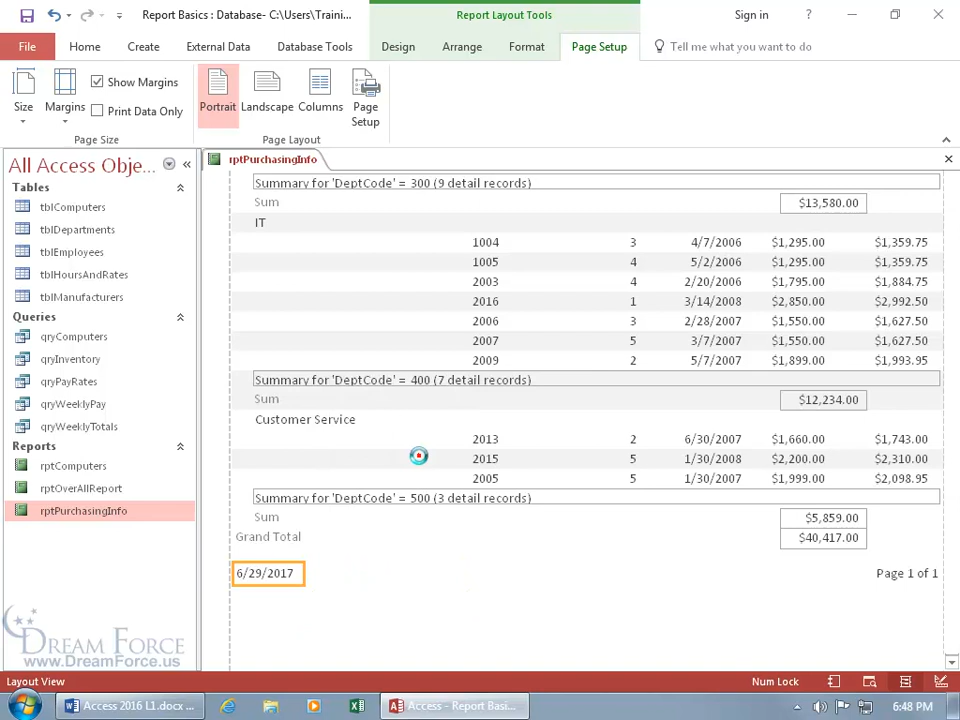 Report Basics : Database- C:\Users\Traini...
Report Layout Tools
Sign in
?
File
Home
Create
External Data
Database Tools
Design
Arrange
Format
Page Setup
Tell me what you want to do
Size
Margins
Show Margins
Print Data Only
Portrait
Landscape
Columns
Page Setup
Page Size
Page Layout
All Access Obje...
rptPurchasingInfo
Tables
tblComputers
tblDepartments
tblEmployees
tblHoursAndRates
tblManufacturers
Queries
qryComputers
qryInventory
qryPayRates
qryWeeklyPay
qryWeeklyTotals
Reports
rptComputers
rptOverAllReport
rptPurchasingInfo
Summary for 'DeptCode' = 300 (9 detail records)
Sum $13,580.00
IT
1004 3 4/7/2006 $1,295.00 $1,359.75
1005 4 5/2/2006 $1,295.00 $1,359.75
2003 4 2/20/2006 $1,795.00 $1,884.75
2016 1 3/14/2008 $2,850.00 $2,992.50
2006 3 2/28/2007 $1,550.00 $1,627.50
2007 5 3/7/2007 $1,550.00 $1,627.50
2009 2 5/7/2007 $1,899.00 $1,993.95
Summary for 'DeptCode' = 400 (7 detail records)
Sum $12,234.00
Customer Service
2013 2 6/30/2007 $1,660.00 $1,743.00
2015 5 1/30/2008 $2,200.00 $2,310.00
2005 5 1/30/2007 $1,999.00 $2,098.95
Summary for 'DeptCode' = 500 (3 detail records)
Sum $5,859.00
Grand Total $40,417.00
6/29/2017 Page 1 of 1
DREAM FORCE
www.DreamForce.us
Layout View
Num Lock
Access 2016 L1.docx ...
Access - Report Basi...
6:48 PM